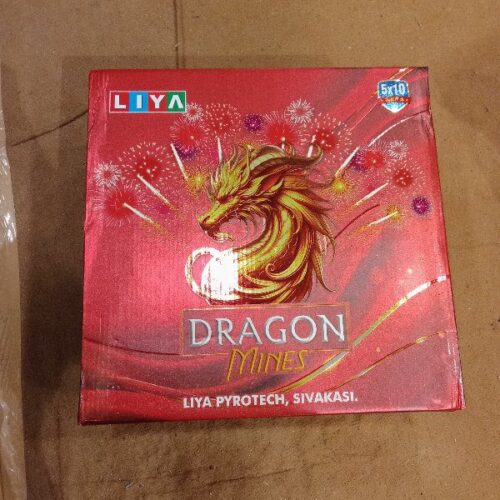 LIYA
5x10
DRAGON
MINES
LIYA PYROTECH, SIVAKASI.